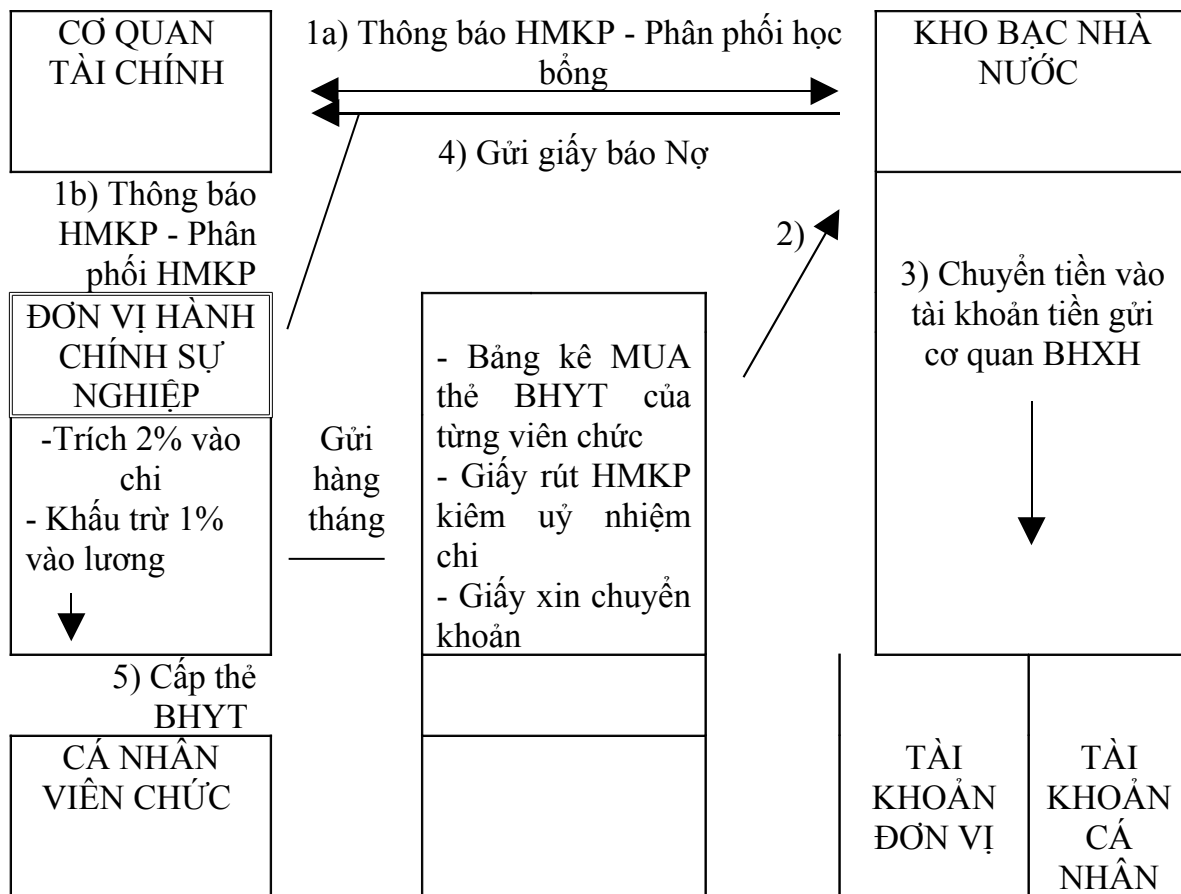 CƠ QUAN
TÀI CHÍNH
1a) Thông báo HMKP - Phân phối học
bổng
KHO BẠC NHÀ
NƯỚC
4) Gửi giấy báo Nợ
1b) Thông báo
HMKP - Phân
phối HMKP
2)
3) Chuyển tiền vào
tài khoản tiền gửi
cơ quan BHXH
ĐƠN VỊ HÀNH
CHÍNH SỰ
NGHIỆP
-Trích 2% vào
chi
- Khấu trừ 1%
vào lương
Gửi
hàng
tháng
- Bảng kê MUA
thẻ BHYT của
từng viên chức
- Giấy rút HMKP
kiêm uỷ nhiệm
chi
- Giấy xin chuyển
khoản
5) Cấp thẻ
BHYT
CÁ NHÂN
VIÊN CHỨC
TÀI
KHOẢN
ĐƠN VỊ
TÀI
KHOẢN
CÁ
NHÂN